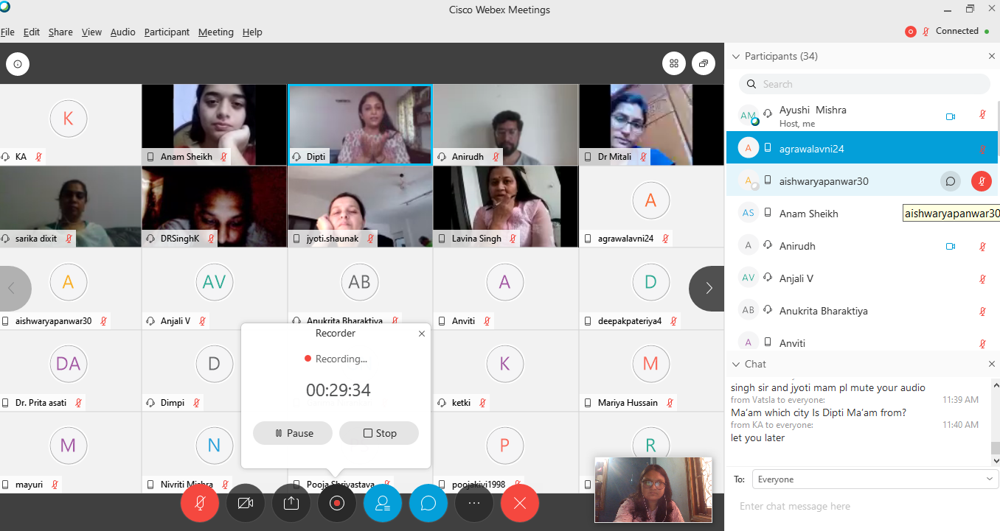 Cisco Webex Meetings
File Edit Share View Audio Participant Meeting Help
Connected
K
KA
Anam Sheikh
Dipti
Anirudh
Dr Mitali
sarika dixit
DRSinghK
jyoti.shaunak
Lavina Singh
A
agrawalavni24
A
aishwaryapanwar30
AV
Anjali V
AB
Anukrita Bharaktiya
A
Anviti
D
deepakpateriya4
DA
Dr. Prita asati
D
Dimpi
K
ketki
M
Mariya Hussain
M
mayuri
N
Nivriti Mishra
Pooja Shrivastava
P
poojakivi1998
R
Recorder
Recording...
00:29:34
Pause
Stop
Participants (34)
Search
AM
Ayushi Mishra
Host, me
A
agrawalavni24
A
aishwaryapanwar30
aishwaryapanwar30
AS
Anam Sheikh
A
Anirudh
AV
Anjali V
AB
Anukrita Bharaktiya
A
Anviti
Chat
singh sir and jyoti mam pl mute your audio
from Vatsla to everyone: 11:39 AM
Ma'am which city Is Dipti Ma'am from?
from KA to everyone: 11:40 AM
let you later
To: Everyone
Enter chat message here